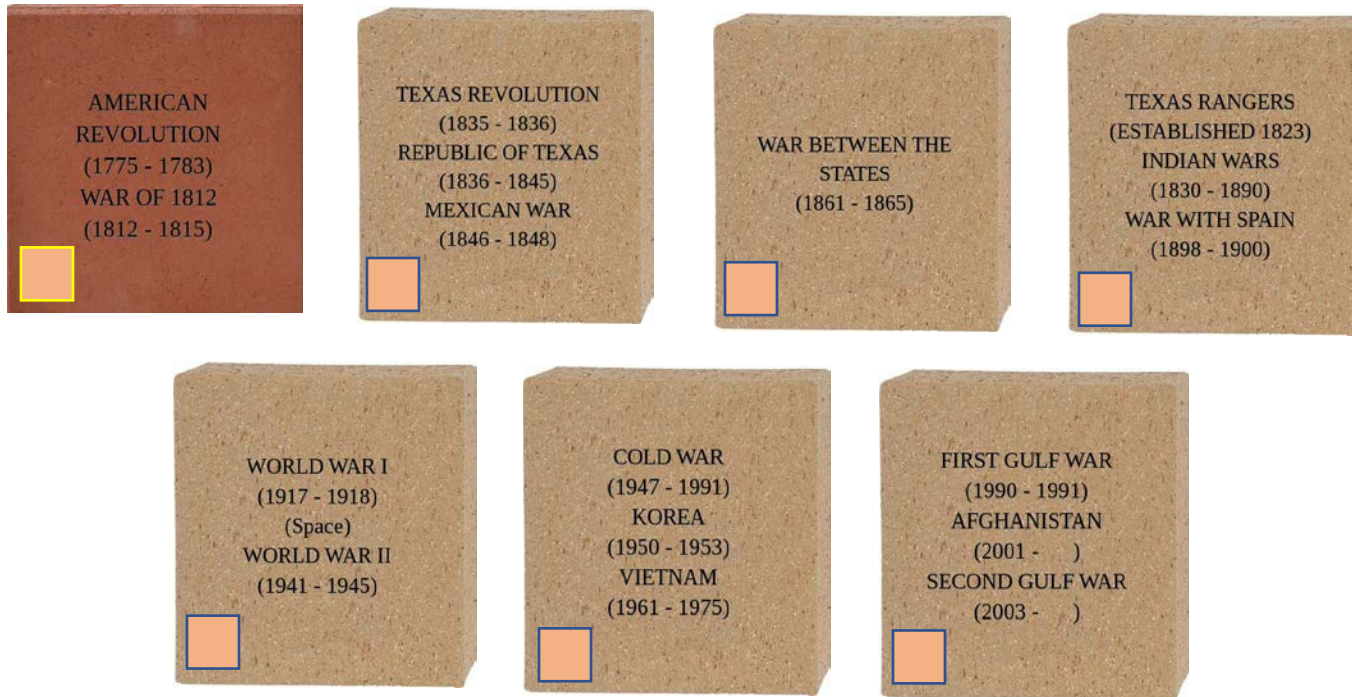 AMERICAN
REVOLUTION
(1775 - 1783)
WAR OF 1812
(1812 - 1815)
TEXAS REVOLUTION
(1835 - 1836)
REPUBLIC OF TEXAS
(1836 - 1845)
MEXICAN WAR
(1846 - 1848)
WAR BETWEEN THE
STATES
(1861 - 1865)
TEXAS RANGERS
(ESTABLISHED 1823)
INDIAN WARS
(1830 - 1890)
WAR WITH SPAIN
(1898 - 1900)
WORLD WAR I
(1917 - 1918)
(Space)
WORLD WAR II
(1941 - 1945)
COLD WAR
(1947 - 1991)
KOREA
(1950 - 1953)
VIETNAM
(1961 - 1975)
FIRST GULF WAR
(1990 - 1991)
AFGHANISTAN
(2001 - )
SECOND GULF WAR
(2003 - )